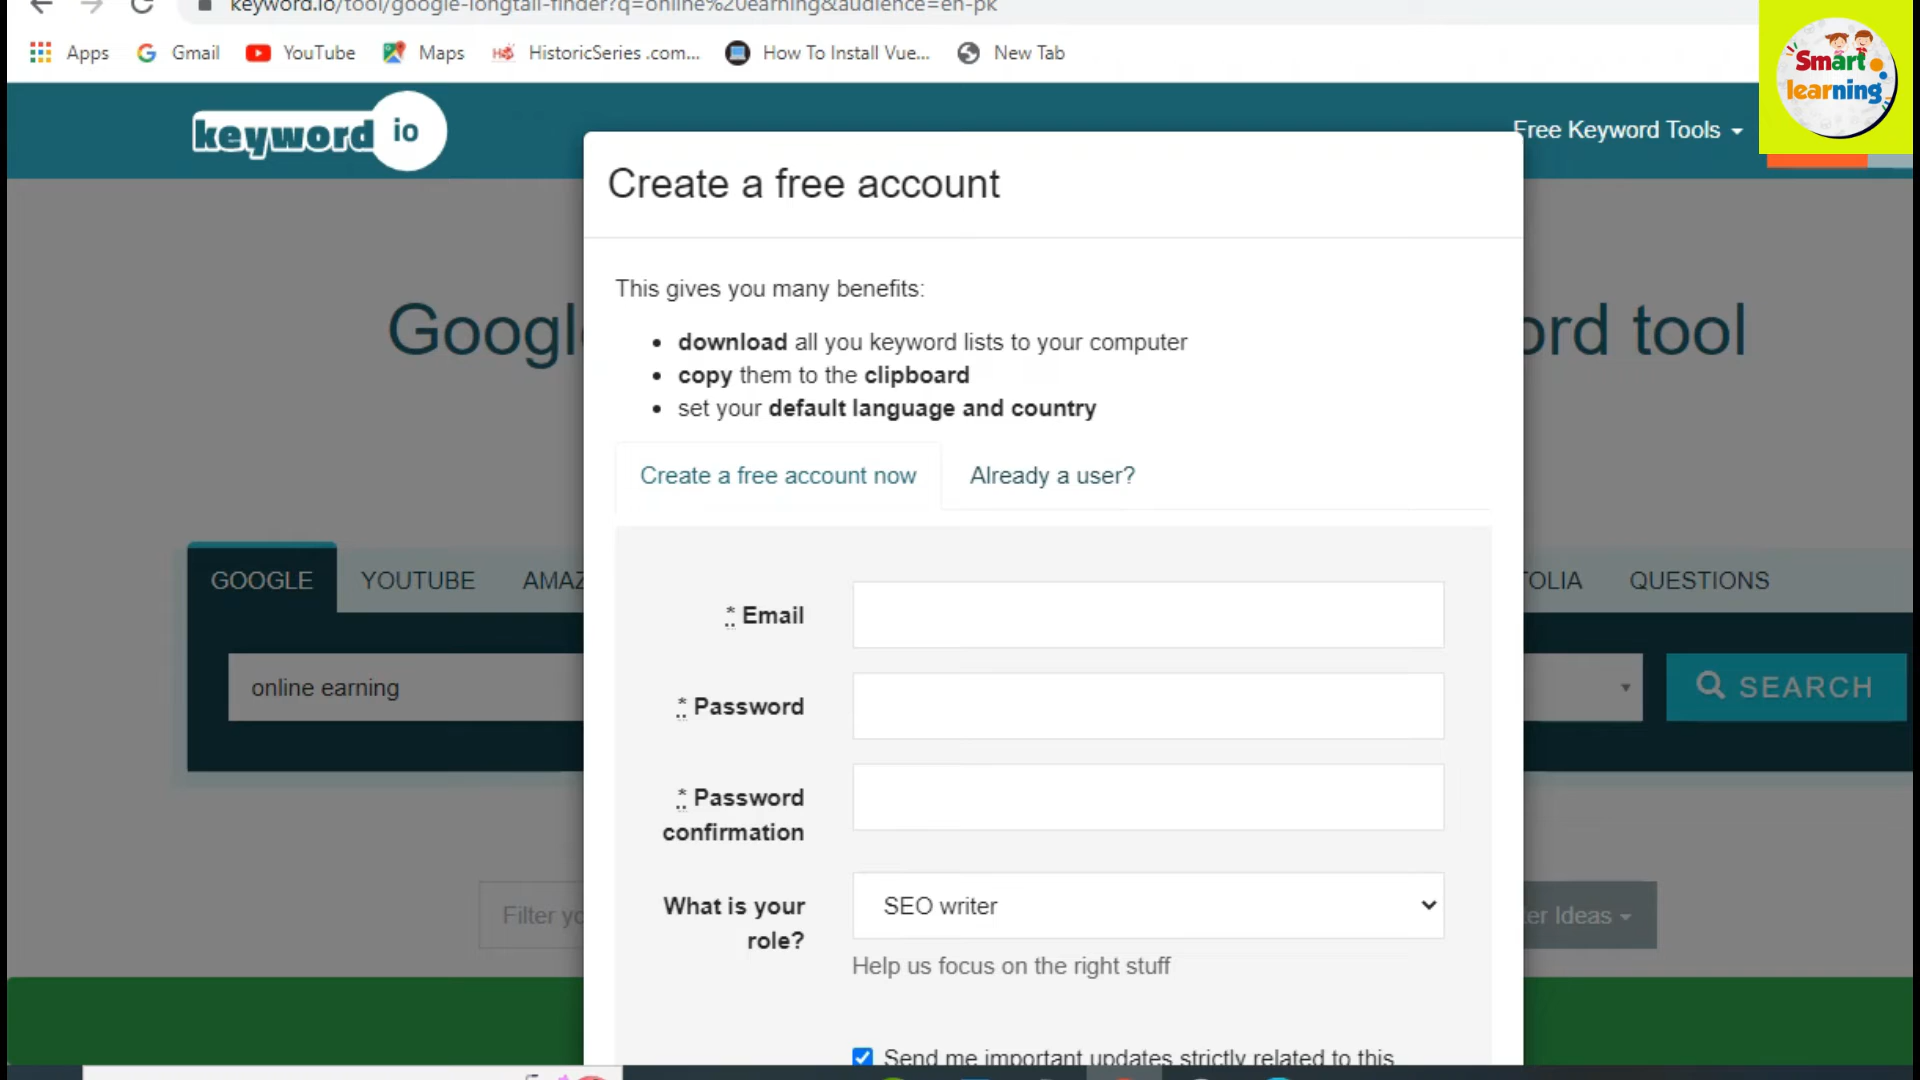 keyword.io/tool/google-longtail-finder?q=online%20earning&audience=en-pk
Apps Gmail YouTube Maps HistoricSeries .com... How To Install Vue... New Tab
Smart
learning
keyword io
Free Keyword Tools
Create a free account
This gives you many benefits:
download all you keyword lists to your computer
copy them to the clipboard
set your default language and country
Googl
ord tool
Create a free account now Already a user?
GOOGLE YOUTUBE AMAZ
OLIA QUESTIONS
* Email
online earning
SEARCH
* Password
* Password
confirmation
What is your
role?
SEO writer
Filter yo
er Ideas
Help us focus on the right stuff
Send me important updates strictly related to this